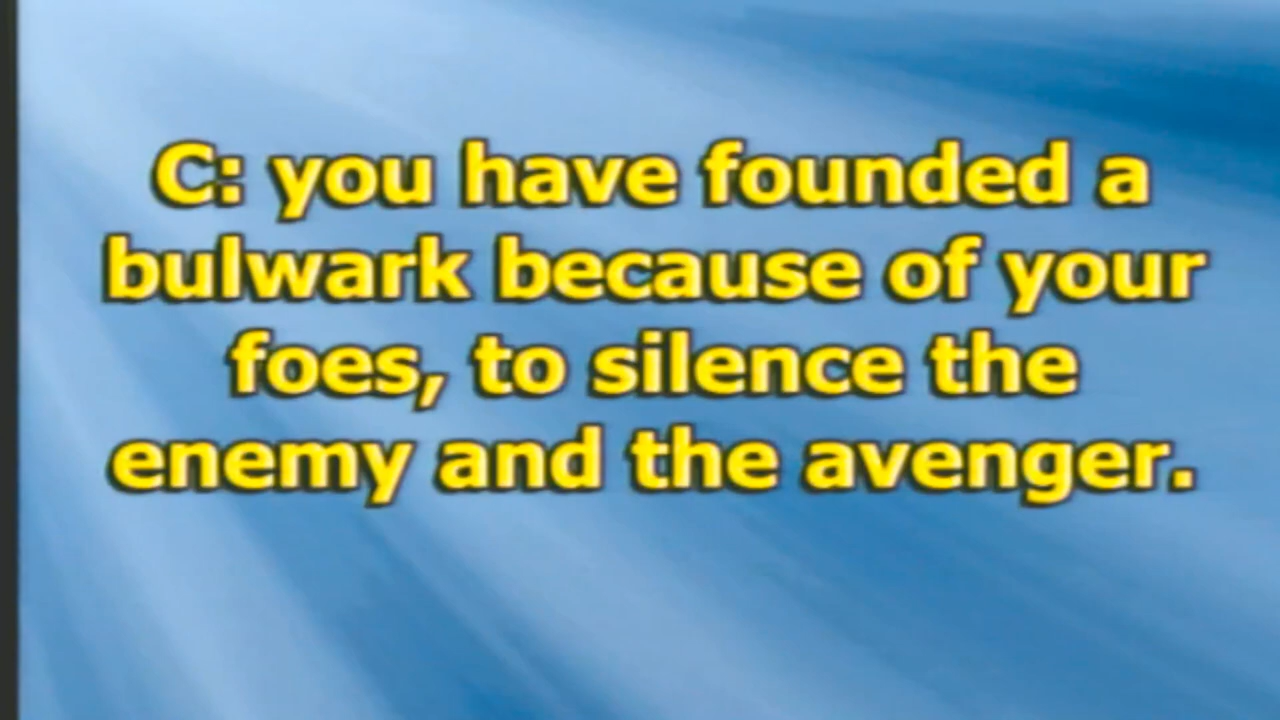 C: you have founded a
bulwark because of your
foes, to silence the
enemy and the avenger.